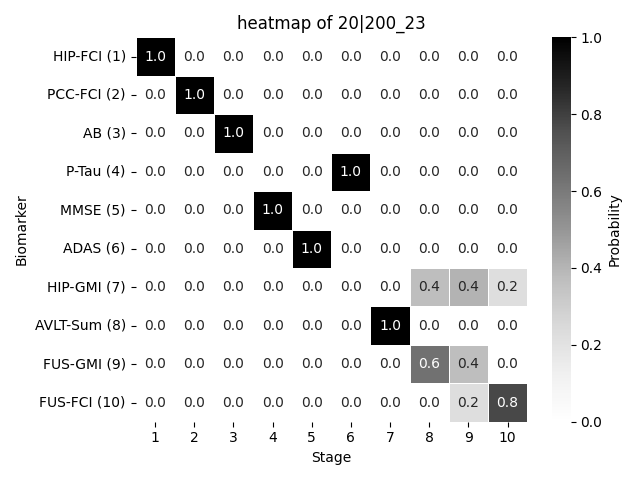 heatmap of 20|200_23
HIP-FCI (1) 1.0 0.0 0.0 0.0 0.0 0.0 0.0 0.0 0.0 0.0
PCC-FCI (2) 0.0 1.0 0.0 0.0 0.0 0.0 0.0 0.0 0.0 0.0
AB (3) 0.0 0.0 1.0 0.0 0.0 0.0 0.0 0.0 0.0 0.0
P-Tau (4) 0.0 0.0 0.0 0.0 0.0 1.0 0.0 0.0 0.0 0.0
MMSE (5) 0.0 0.0 0.0 1.0 0.0 0.0 0.0 0.0 0.0 0.0
ADAS (6) 0.0 0.0 0.0 0.0 1.0 0.0 0.0 0.0 0.0 0.0
HIP-GMI (7) 0.0 0.0 0.0 0.0 0.0 0.0 0.0 0.4 0.4 0.2
AVLT-Sum (8) 0.0 0.0 0.0 0.0 0.0 0.0 1.0 0.0 0.0 0.0
FUS-GMI (9) 0.0 0.0 0.0 0.0 0.0 0.0 0.0 0.6 0.4 0.0
FUS-FCI (10) 0.0 0.0 0.0 0.0 0.0 0.0 0.0 0.0 0.2 0.8
1 2 3 4 5 6 7 8 9 10
Stage
Biomarker
1.0
0.8
0.6
0.4
0.2
0.0
Probability